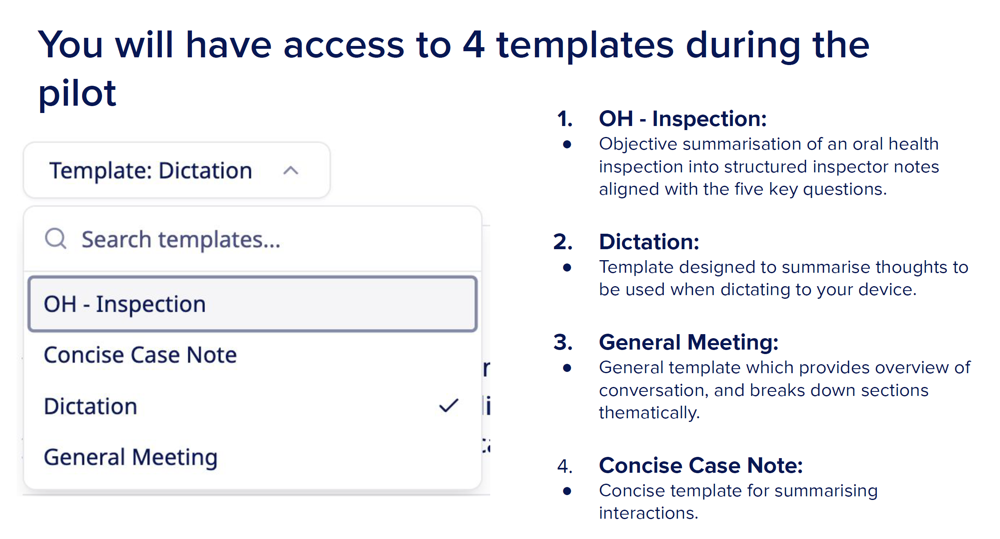 You will have access to 4 templates during the
pilot
Template: Dictation
Search templates...
OH - Inspection
Concise Case Note
Dictation
General Meeting
1. OH - Inspection:
● Objective summarisation of an oral health
inspection into structured inspector notes
aligned with the five key questions.
2. Dictation:
● Template designed to summarise thoughts to
be used when dictating to your device.
3. General Meeting:
● General template which provides overview of
conversation, and breaks down sections
thematically.
4. Concise Case Note:
● Concise template for summarising
interactions.